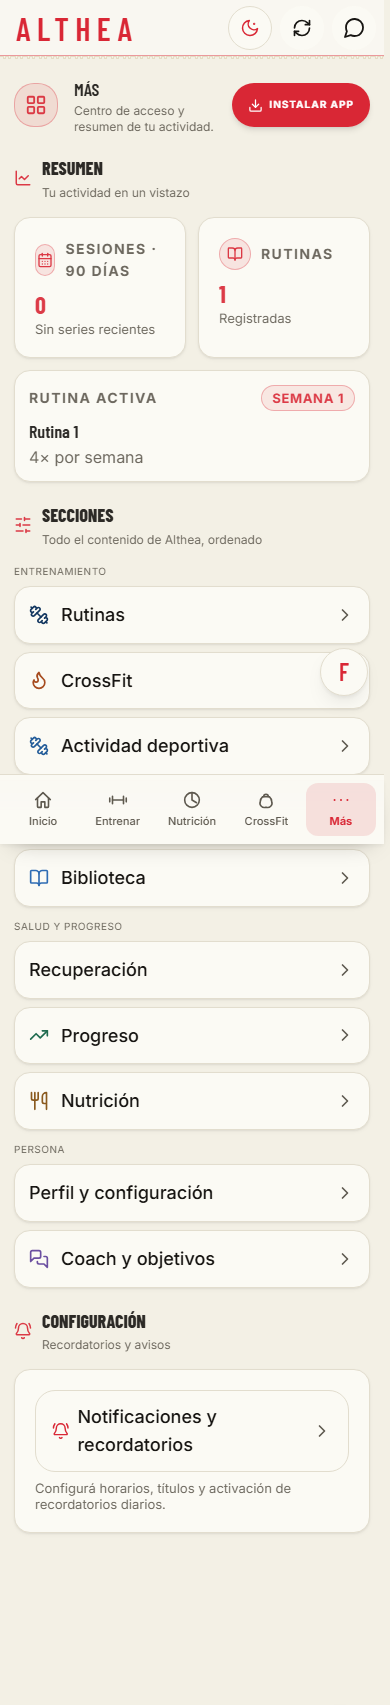 ALTHEA
MÁS
Centro de acceso y
resumen de tu actividad.
INSTALAR APP
RESUMEN
Tu actividad en un vistazo
SESIONES ·
90 DÍAS
0
Sin series recientes
RUTINAS
1
Registradas
RUTINA ACTIVA
SEMANA 1
Rutina 1
4× por semana
SECCIONES
Todo el contenido de Althea, ordenado
ENTRENAMIENTO
Rutinas
CrossFit
F
Actividad deportiva
Inicio
Entrenar
Nutrición
CrossFit
Más
Biblioteca
SALUD Y PROGRESO
Recuperación
Progreso
Nutrición
PERSONA
Perfil y configuración
Coach y objetivos
CONFIGURACIÓN
Recordatorios y avisos
Notificaciones y
recordatorios
Configurá horarios, títulos y activación de
recordatorios diarios.